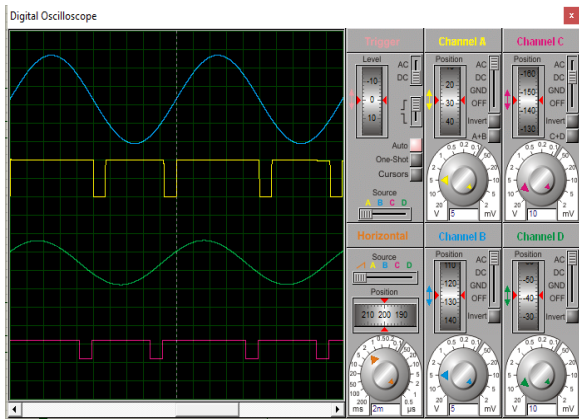 Digital Oscilloscope
x
Trigger
Level
AC
DC
-10
0
10
Auto
One-Shot
Cursors
Source
A B C D
Channel A
Position
AC
DC
GND
OFF
Invert
A+B
20
30
40
V
5
mV
Channel C
Position
AC
DC
GND
OFF
Invert
C+D
-160
-150
-140
-130
V
10
mV
Horizontal
Source
A B C D
Position
210 200 190
ms
2m
µs
Channel B
Position
AC
DC
GND
OFF
Invert
110
120
130
140
V
5
mV
Channel D
Position
AC
DC
GND
OFF
Invert
-50
-40
-30
V
10
mV